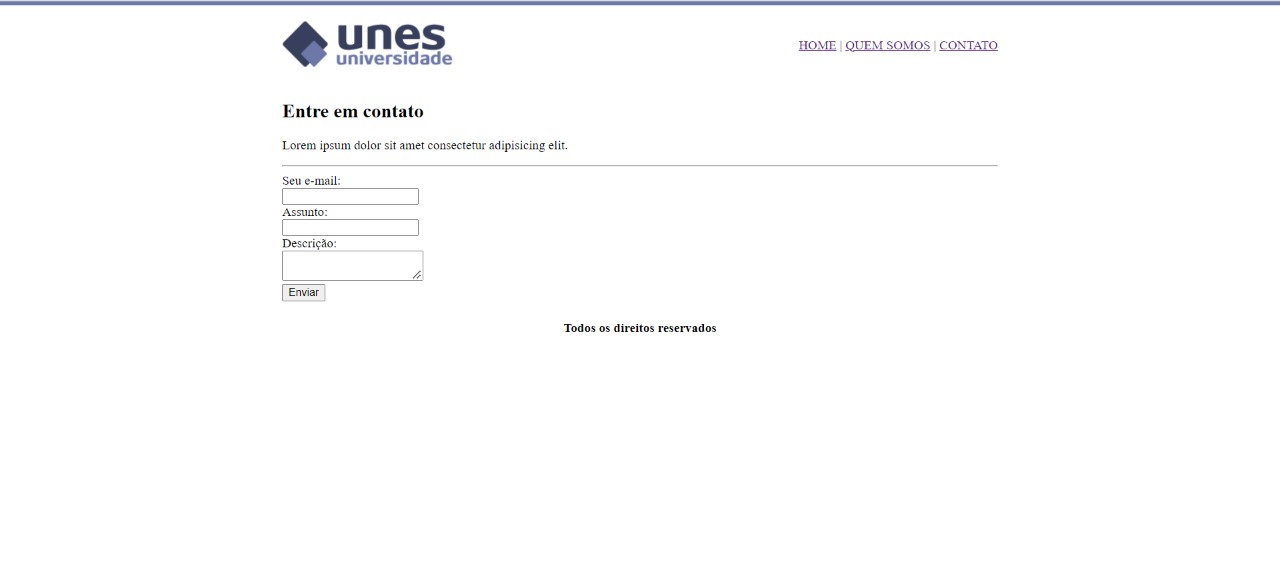 unes
universidade
HOME | QUEM SOMOS | CONTATO
Entre em contato
Lorem ipsum dolor sit amet consectetur adipisicing elit.
Seu e-mail:
Assunto:
Descrição:
Enviar
Todos os direitos reservados